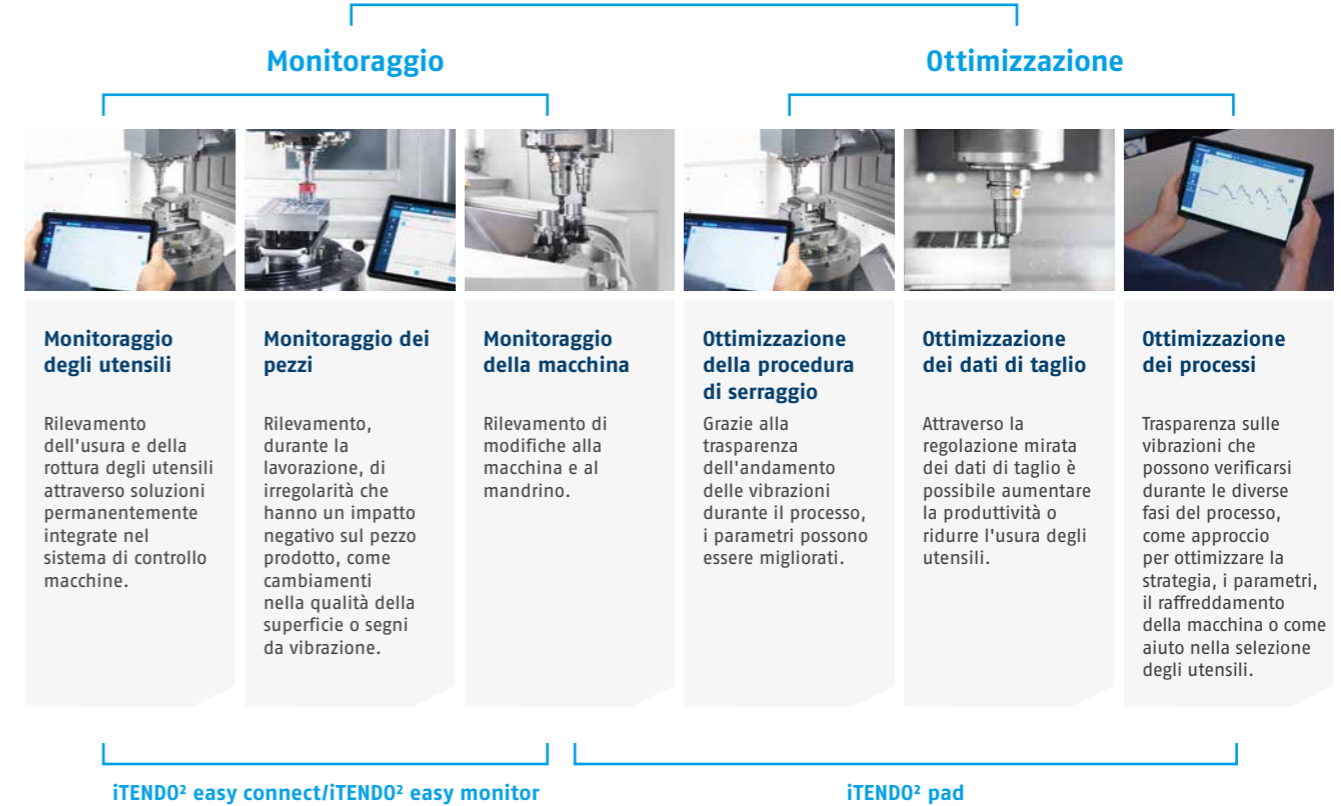 Monitoraggio
Ottimizzazione
Monitoraggio
degli utensili
Rilevamento
dell'usura e della
rottura degli utensili
attraverso soluzioni
permanentemente
integrate nel
sistema di controllo
macchine.
Monitoraggio dei
pezzi
Rilevamento,
durante la
lavorazione, di
irregolarità che
hanno un impatto
negativo sul pezzo
prodotto, come
cambiamenti
nella qualità della
superficie o segni
da vibrazione.
Monitoraggio
della macchina
Rilevamento di
modifiche alla
macchina e al
mandrino.
Ottimizzazione
della procedura
di serraggio
Grazie alla
trasparenza
dell'andamento
delle vibrazioni
durante il processo,
i parametri possono
essere migliorati.
Ottimizzazione
dei dati di taglio
Attraverso la
regolazione mirata
dei dati di taglio è
possibile aumentare
la produttività o
ridurre l'usura degli
utensili.
Ottimizzazione
dei processi
Trasparenza sulle
vibrazioni che
possono verificarsi
durante le diverse
fasi del processo,
come approccio
per ottimizzare la
strategia, i parametri,
il raffreddamento
della macchina o come
aiuto nella selezione
degli utensili.
iTENDO² easy connect/iTENDO² easy monitor
iTENDO² pad